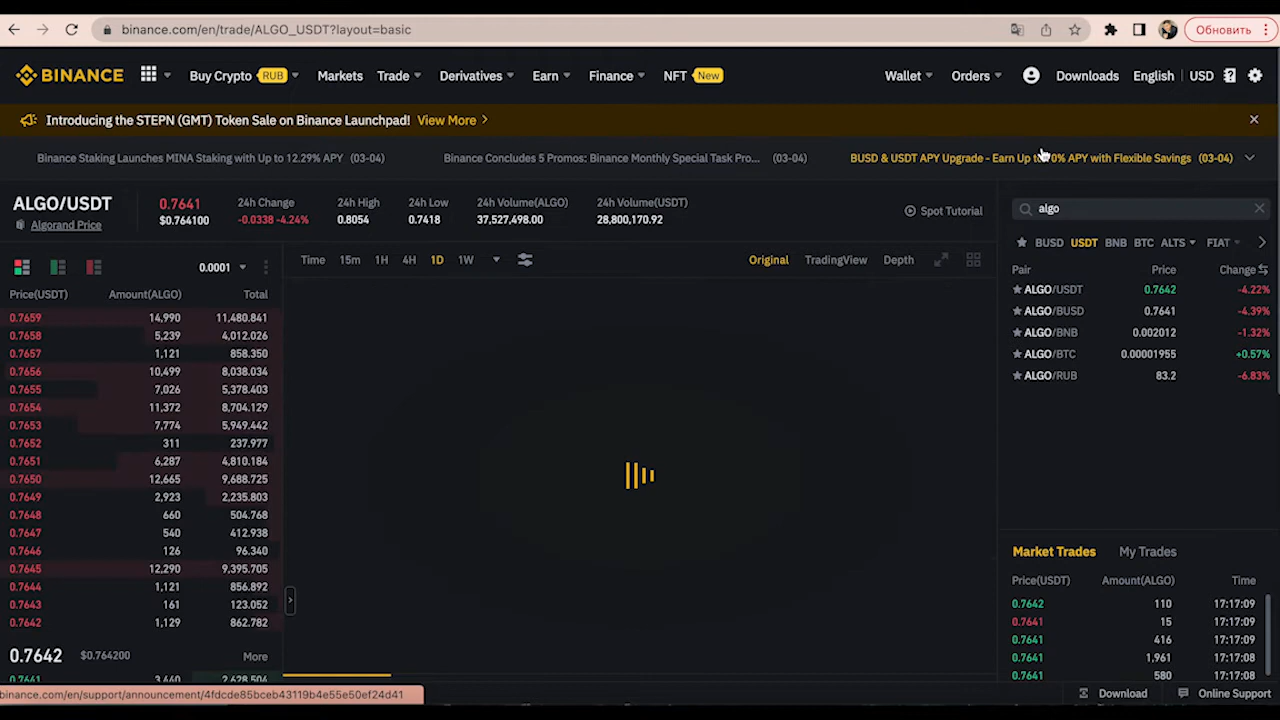 binance.com/en/trade/ALGO_USDT?layout=basic
Обновить
BINANCE Buy Crypto RUB Markets Trade Derivatives Earn Finance NFT New Wallet Orders Downloads English USD
Introducing the STEPN (GMT) Token Sale on Binance Launchpad! View More
Binance Staking Launches MINA Staking with Up to 12.29% APY (03-04) Binance Concludes 5 Promos: Binance Monthly Special Task Pro... (03-04) BUSD & USDT APY Upgrade - Earn Up 0% APY with Flexible Savings (03-04)
ALGO/USDT 0.7641 24h Change 24h High 24h Low 24h Volume(ALGO) 24h Volume(USDT)
Algorand Price $0.764100 -0.0338 -4.24% 0.8054 0.7418 37,527,498.00 28,800,170.92
Spot Tutorial
algo
BUSD USDT BNB BTC ALTS FIAT
Pair Price Change
ALGO/USDT 0.7642 -4.22%
ALGO/BUSD 0.7641 -4.39%
ALGO/BNB 0.002012 -1.32%
ALGO/BTC 0.00001955 +0.57%
ALGO/RUB 83.2 -6.83%
0.0001
Time 15m 1H 4H 1D 1W Original TradingView Depth
Price(USDT) Amount(ALGO) Total
0.7659 14,990 11,480.841
0.7658 5,239 4,012.026
0.7657 1,121 858.350
0.7656 10,499 8,038.034
0.7655 7,026 5,378.403
0.7654 11,372 8,704.129
0.7653 7,774 5,949.442
0.7652 311 237.977
0.7651 6,287 4,810.184
0.7650 12,665 9,688.725
0.7649 2,923 2,235.803
0.7648 660 504.768
0.7647 540 412.938
0.7646 126 96.340
0.7645 12,290 9,395.705
0.7644 1,121 856.892
0.7643 161 123.052
0.7642 1,129 862.782
0.7642 $0.764200 More
0.7641 3,440 2,628.504
Market Trades My Trades
Price(USDT) Amount(ALGO) Time
0.7642 110 17:17:09
0.7641 15 17:17:09
0.7641 416 17:17:09
0.7641 1,961 17:17:08
0.7641 580 17:17:08
binance.com/en/support/announcement/4fdcde85bceb43119b4e55e50ef24d41
Download Online Support